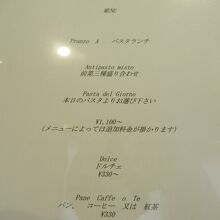 MENU
Pranzo A パスタランチ
Antipasto misto
前菜三種盛り合わせ
Pasta del Giorno
本日のパスタよりお選び下さい
¥1,100~
(メニューによっては追加料金が掛かります)
Dolce
ドルチェ
¥330~
Pane Caffe o Te
パン、 コーヒー 又は 紅茶
¥330